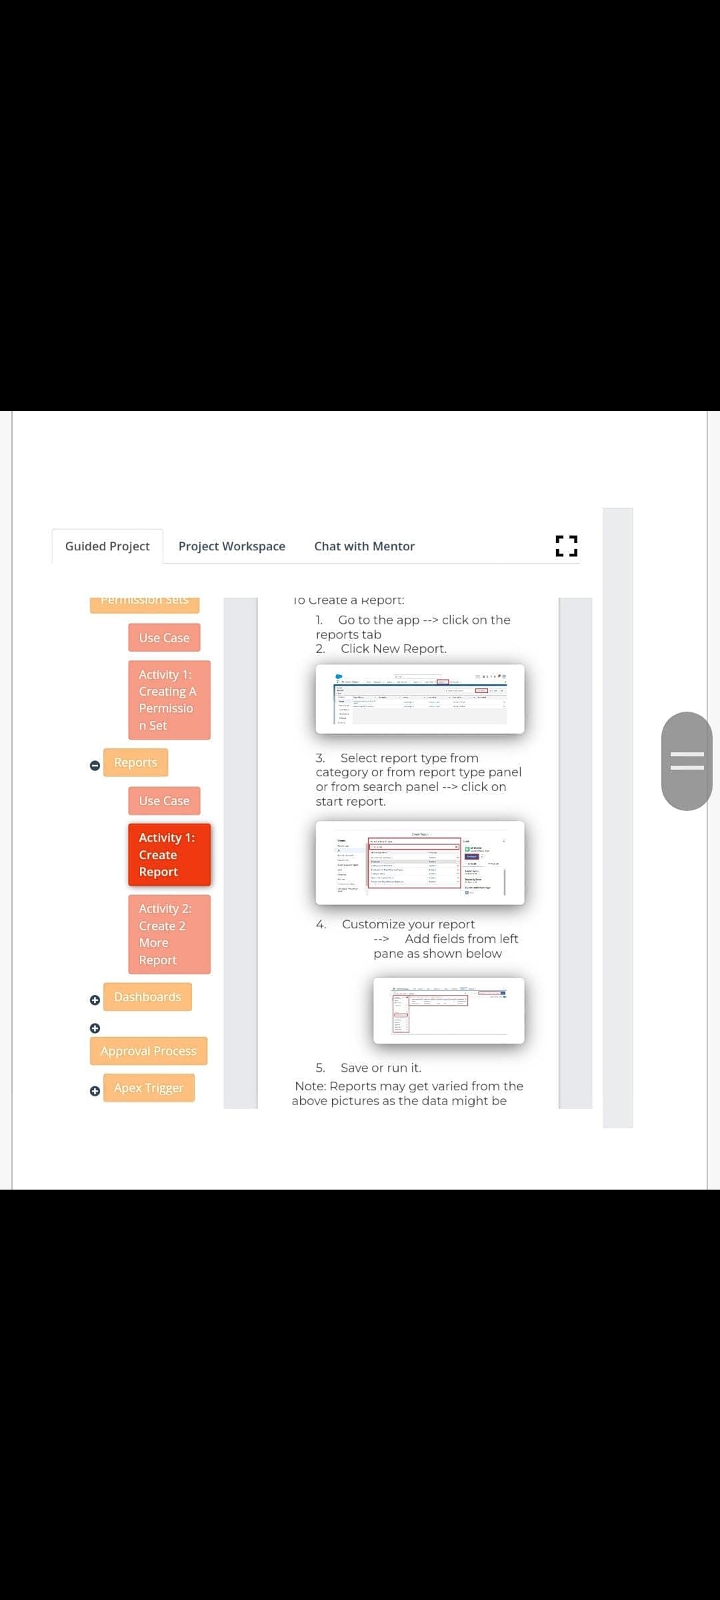 Guided Project
Project Workspace
Chat with Mentor
Permission Sets
Use Case
Activity 1:
Creating A
Permissio
n Set
Reports
Use Case
Activity 1:
Create
Report
Activity 2:
Create 2
More
Report
Dashboards
Approval Process
Apex Trigger
To Create a Report:
1. Go to the app --> click on the
reports tab
2. Click New Report.
3. Select report type from
category or from report type panel
or from search panel --> click on
start report.
4. Customize your report
--> Add fields from left
pane as shown below
5. Save or run it.
Note: Reports may get varied from the
above pictures as the data might be